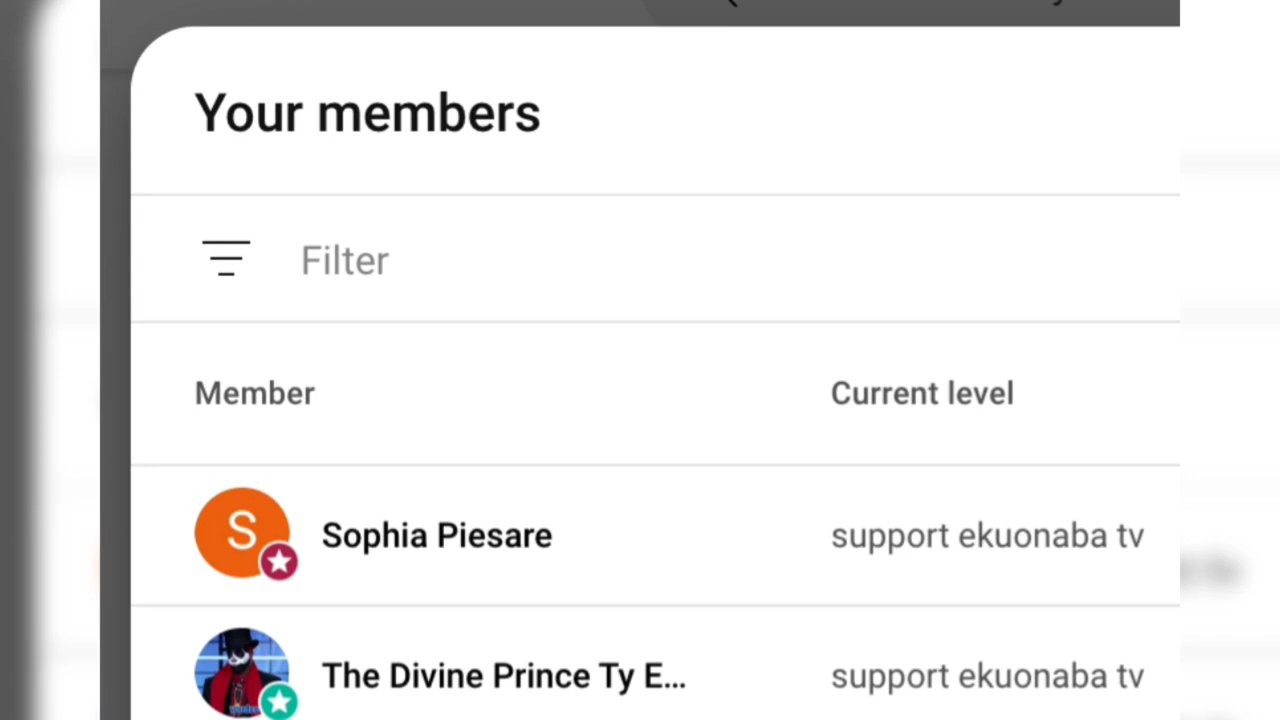 Your members
Filter
Member Current level
S Sophia Piesare support ekuonaba tv
The Divine Prince Ty E... support ekuonaba tv